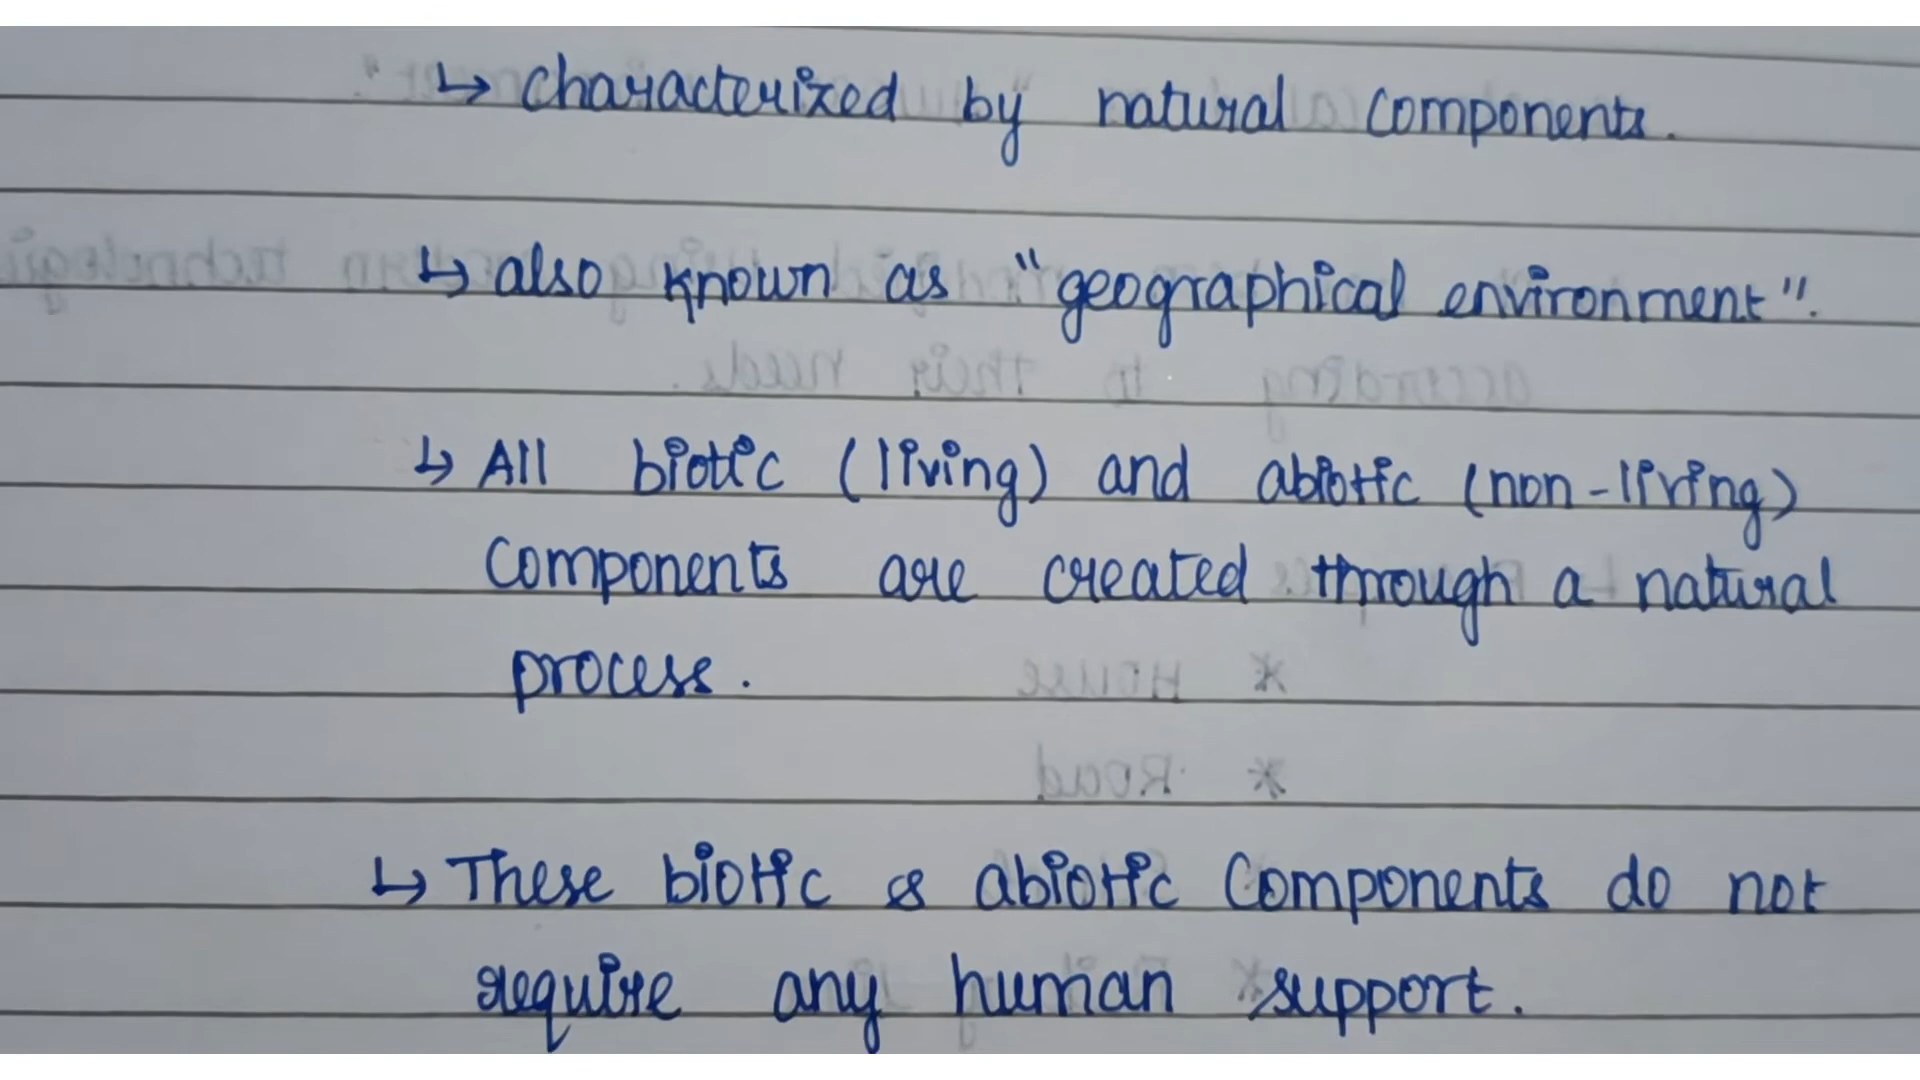 ↳ characterized by natural components.
↳ also known as "geographical environment".
↳ All biotic (living) and abiotic (non-living)
Components are created through a natural
process.
↳ These biotic & abiotic Components do not
require any human support.